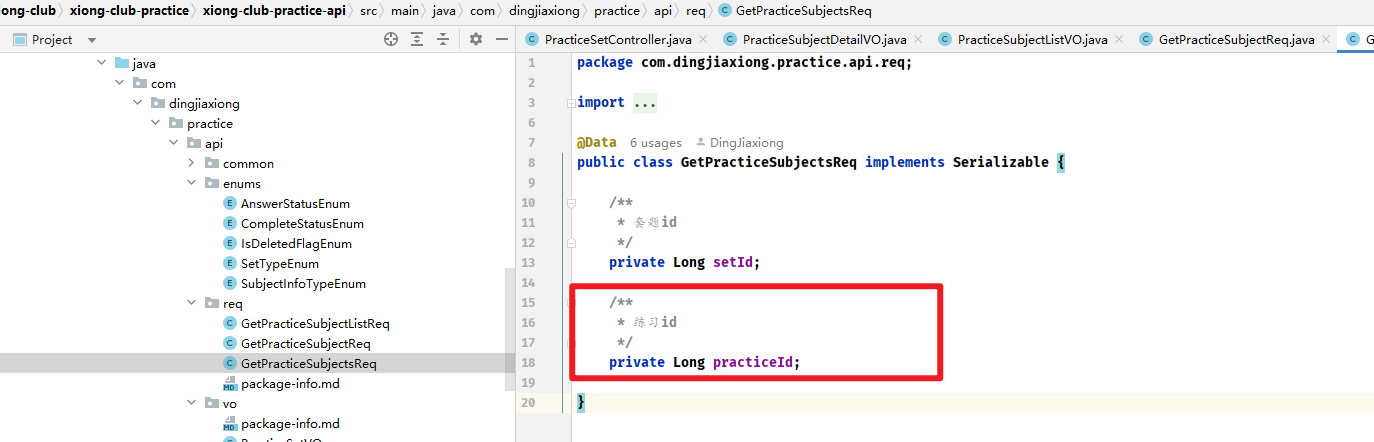 ong-club > xiong-club-practice > xiong-club-practice-api > src > main > java > com > dingjiaxiong > practice > api > req > GetPracticeSubjectsReq
Project
PracticeSetController.java
PracticeSubjectDetailVO.java
PracticeSubjectListVO.java
GetPracticeSubjectReq.java
G
java
com
dingjiaxiong
practice
api
common
enums
AnswerStatusEnum
CompleteStatusEnum
IsDeletedFlagEnum
SetTypeEnum
SubjectInfoTypeEnum
req
GetPracticeSubjectListReq
GetPracticeSubjectReq
GetPracticeSubjectsReq
package-info.md
vo
package-info.md
1 package com.dingjiaxiong.practice.api.req;
2
3 import ...
6
7 @Data 6 usages DingJiaxiong
8 public class GetPracticeSubjectsReq implements Serializable {
9
10 /**
11 * 套题id
12 */
13 private Long setId;
14
15 /**
16 * 练习id
17 */
18 private Long practiceId;
19
20 }